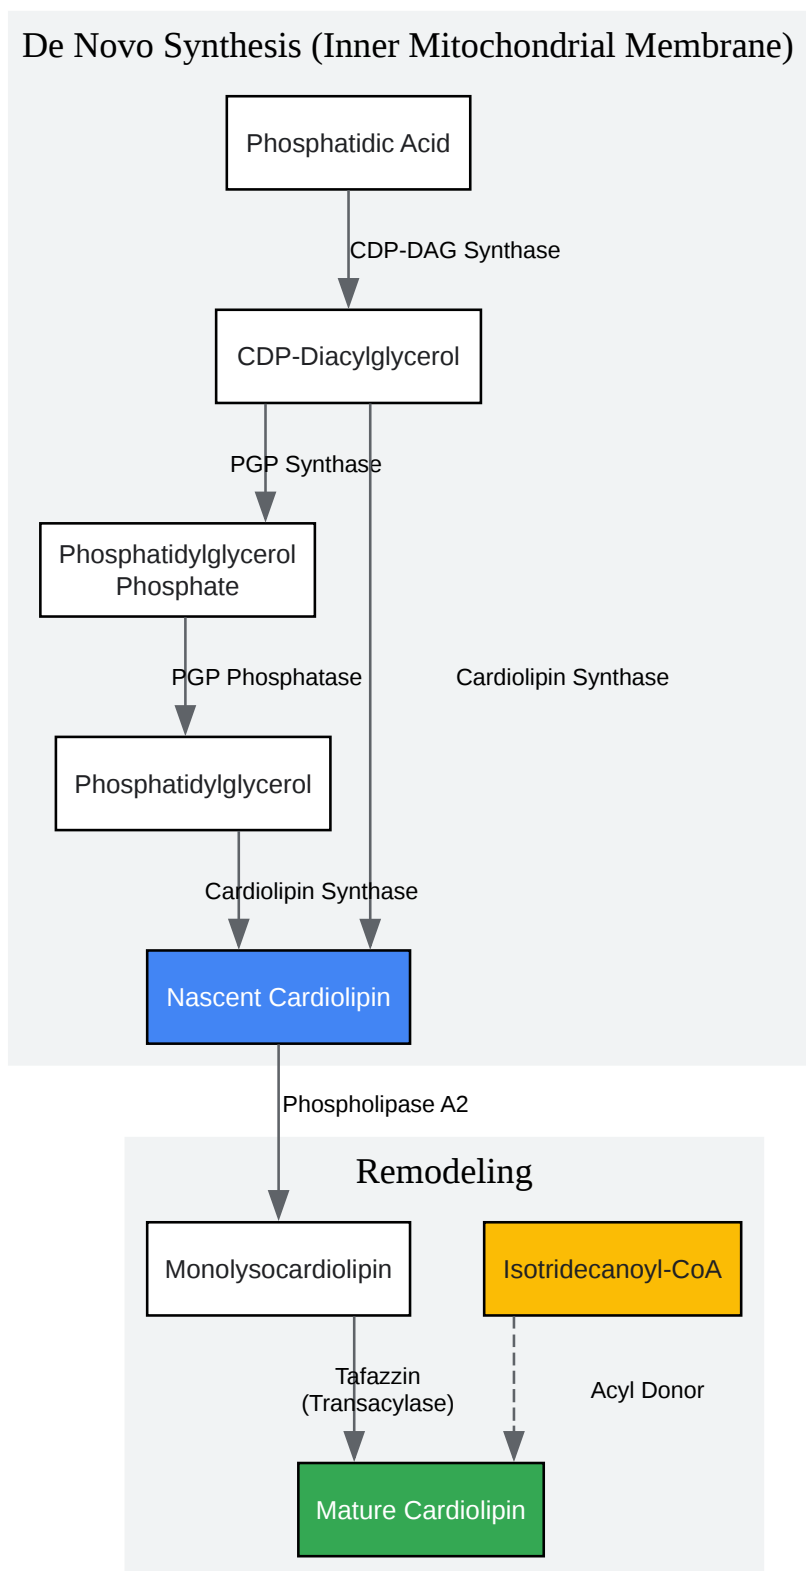 De Novo Synthesis (Inner Mitochondrial Membrane)
Phosphatidic Acid
CDP-DAG Synthase
CDP-Diacylglycerol
PGP Synthase
Phosphatidylglycerol
Phosphate
PGP Phosphatase
Cardiolipin Synthase
Phosphatidylglycerol
Cardiolipin Synthase
Nascent Cardiolipin
Phospholipase A2
Remodeling
Monolysocardiolipin
Isotridecanoyl-CoA
Tafazzin
(Transacylase)
Acyl Donor
Mature Cardiolipin